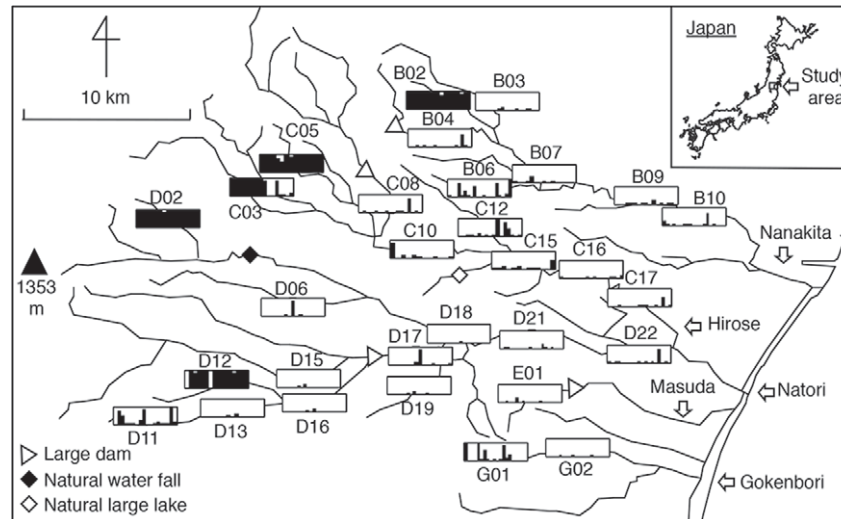 Japan
Study
area
10 km
B02
B03
B04
C05
B07
B06
B09
C08
D02
C03
B10
C12
C10
C15
C16
Nanakita
1353
m
C17
D06
D18
Hirose
D17
D21
D22
D12
D15
E01
Masuda
Natori
D11
D13
D16
D19
Large dam
Natural water fall
Natural large lake
G01
G02
Gokenbori